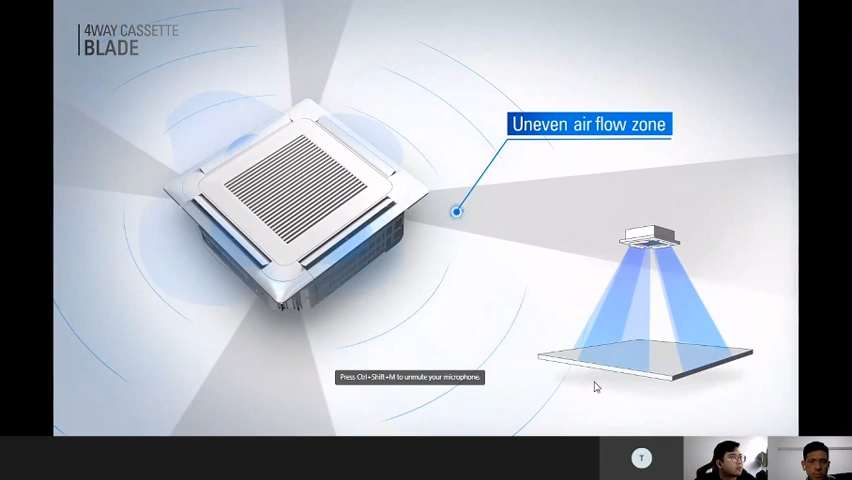 4WAY CASSETTE
BLADE
Uneven air flow zone
Press Ctrl+Shift+M to unmute your microphone.
T